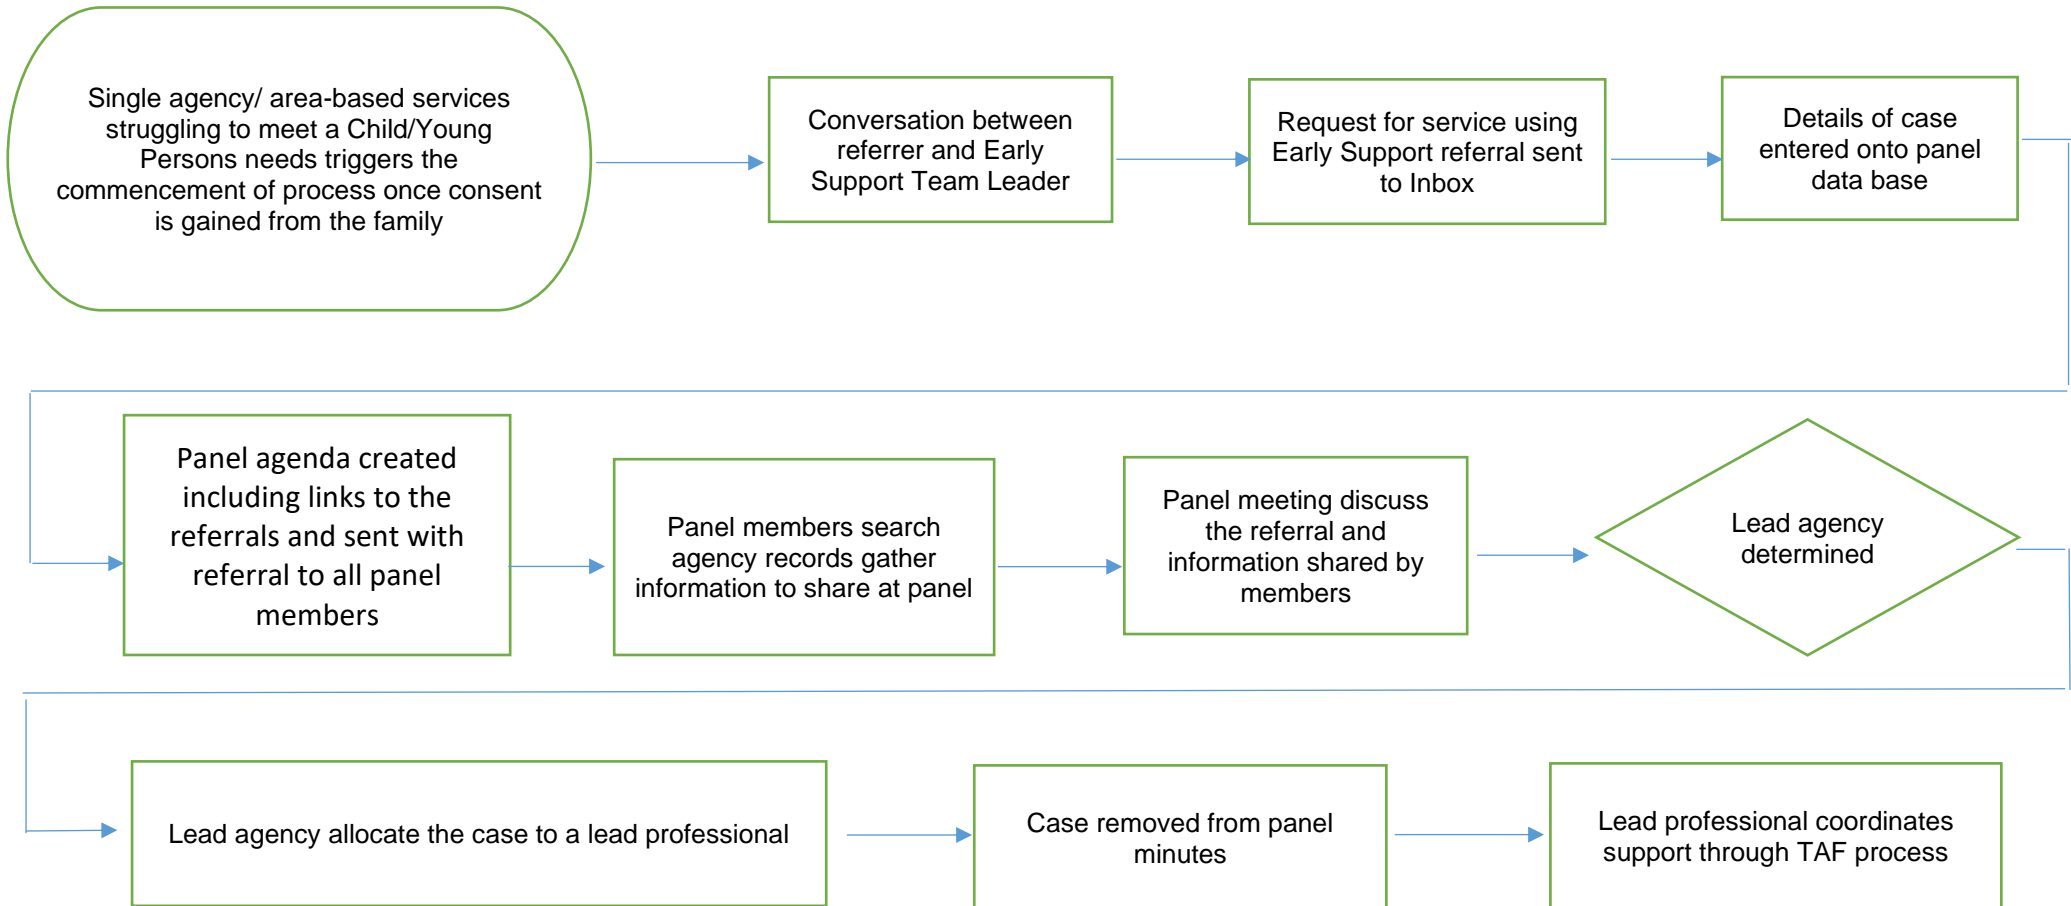 Single agency/ area-based services
struggling to meet a Child/Young
Persons needs triggers the
commencement of process once consent
is gained from the family
Conversation between
referrer and Early
Support Team Leader
Request for service using
Early Support referral sent
to Inbox
Details of case
entered onto panel
data base
Panel agenda created
including links to the
referrals and sent with
referral to all panel
members
Panel members search
agency records gather
information to share at panel
Panel meeting discuss
the referral and
information shared by
members
Lead agency
determined
Lead agency allocate the case to a lead professional
Case removed from panel
minutes
Lead professional coordinates
support through TAF process